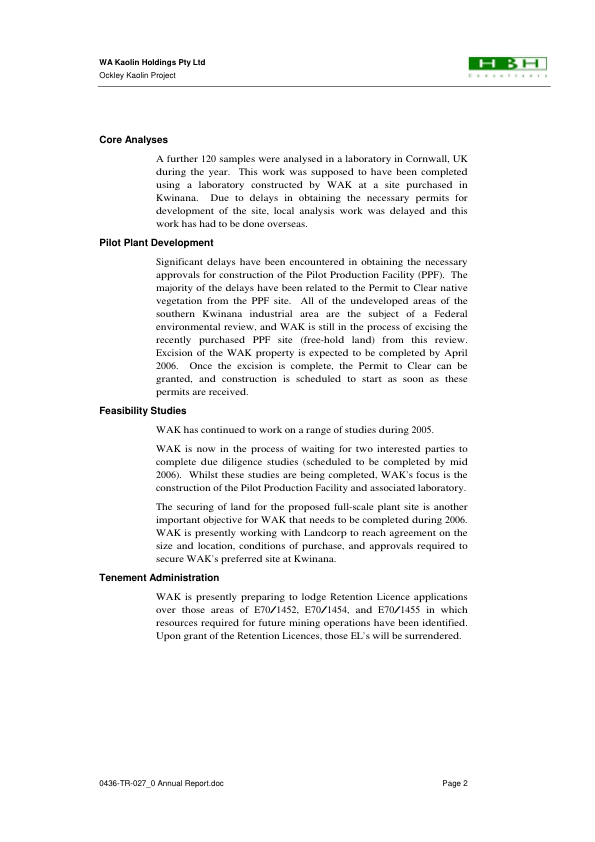 WA Kaolin Holdings Pty Ltd
Ockley Kaolin Project
HBH
Consultants
Core Analyses
A further 120 samples were analysed in a laboratory in Cornwall, UK
during the year. This work was supposed to have been completed
using a laboratory constructed by WAK at a site purchased in
Kwinana. Due to delays in obtaining the necessary permits for
development of the site, local analysis work was delayed and this
work has had to be done overseas.
Pilot Plant Development
Significant delays have been encountered in obtaining the necessary
approvals for construction of the Pilot Production Facility (PPF). The
majority of the delays have been related to the Permit to Clear native
vegetation from the PPF site. All of the undeveloped areas of the
southern Kwinana industrial area are the subject of a Federal
environmental review, and WAK is still in the process of excising the
recently purchased PPF site (free-hold land) from this review.
Excision of the WAK property is expected to be completed by April
2006. Once the excision is complete, the Permit to Clear can be
granted, and construction is scheduled to start as soon as these
permits are received.
Feasibility Studies
WAK has continued to work on a range of studies during 2005.
WAK is now in the process of waiting for two interested parties to
complete due diligence studies (scheduled to be completed by mid
2006). Whilst these studies are being completed, WAK's focus is the
construction of the Pilot Production Facility and associated laboratory.
The securing of land for the proposed full-scale plant site is another
important objective for WAK that needs to be completed during 2006.
WAK is presently working with Landcorp to reach agreement on the
size and location, conditions of purchase, and approvals required to
secure WAK's preferred site at Kwinana.
Tenement Administration
WAK is presently preparing to lodge Retention Licence applications
over those areas of E70/1452, E70/1454, and E70/1455 in which
resources required for future mining operations have been identified.
Upon grant of the Retention Licences, those EL's will be surrendered.
0436-TR-027_0 Annual Report.doc Page 2